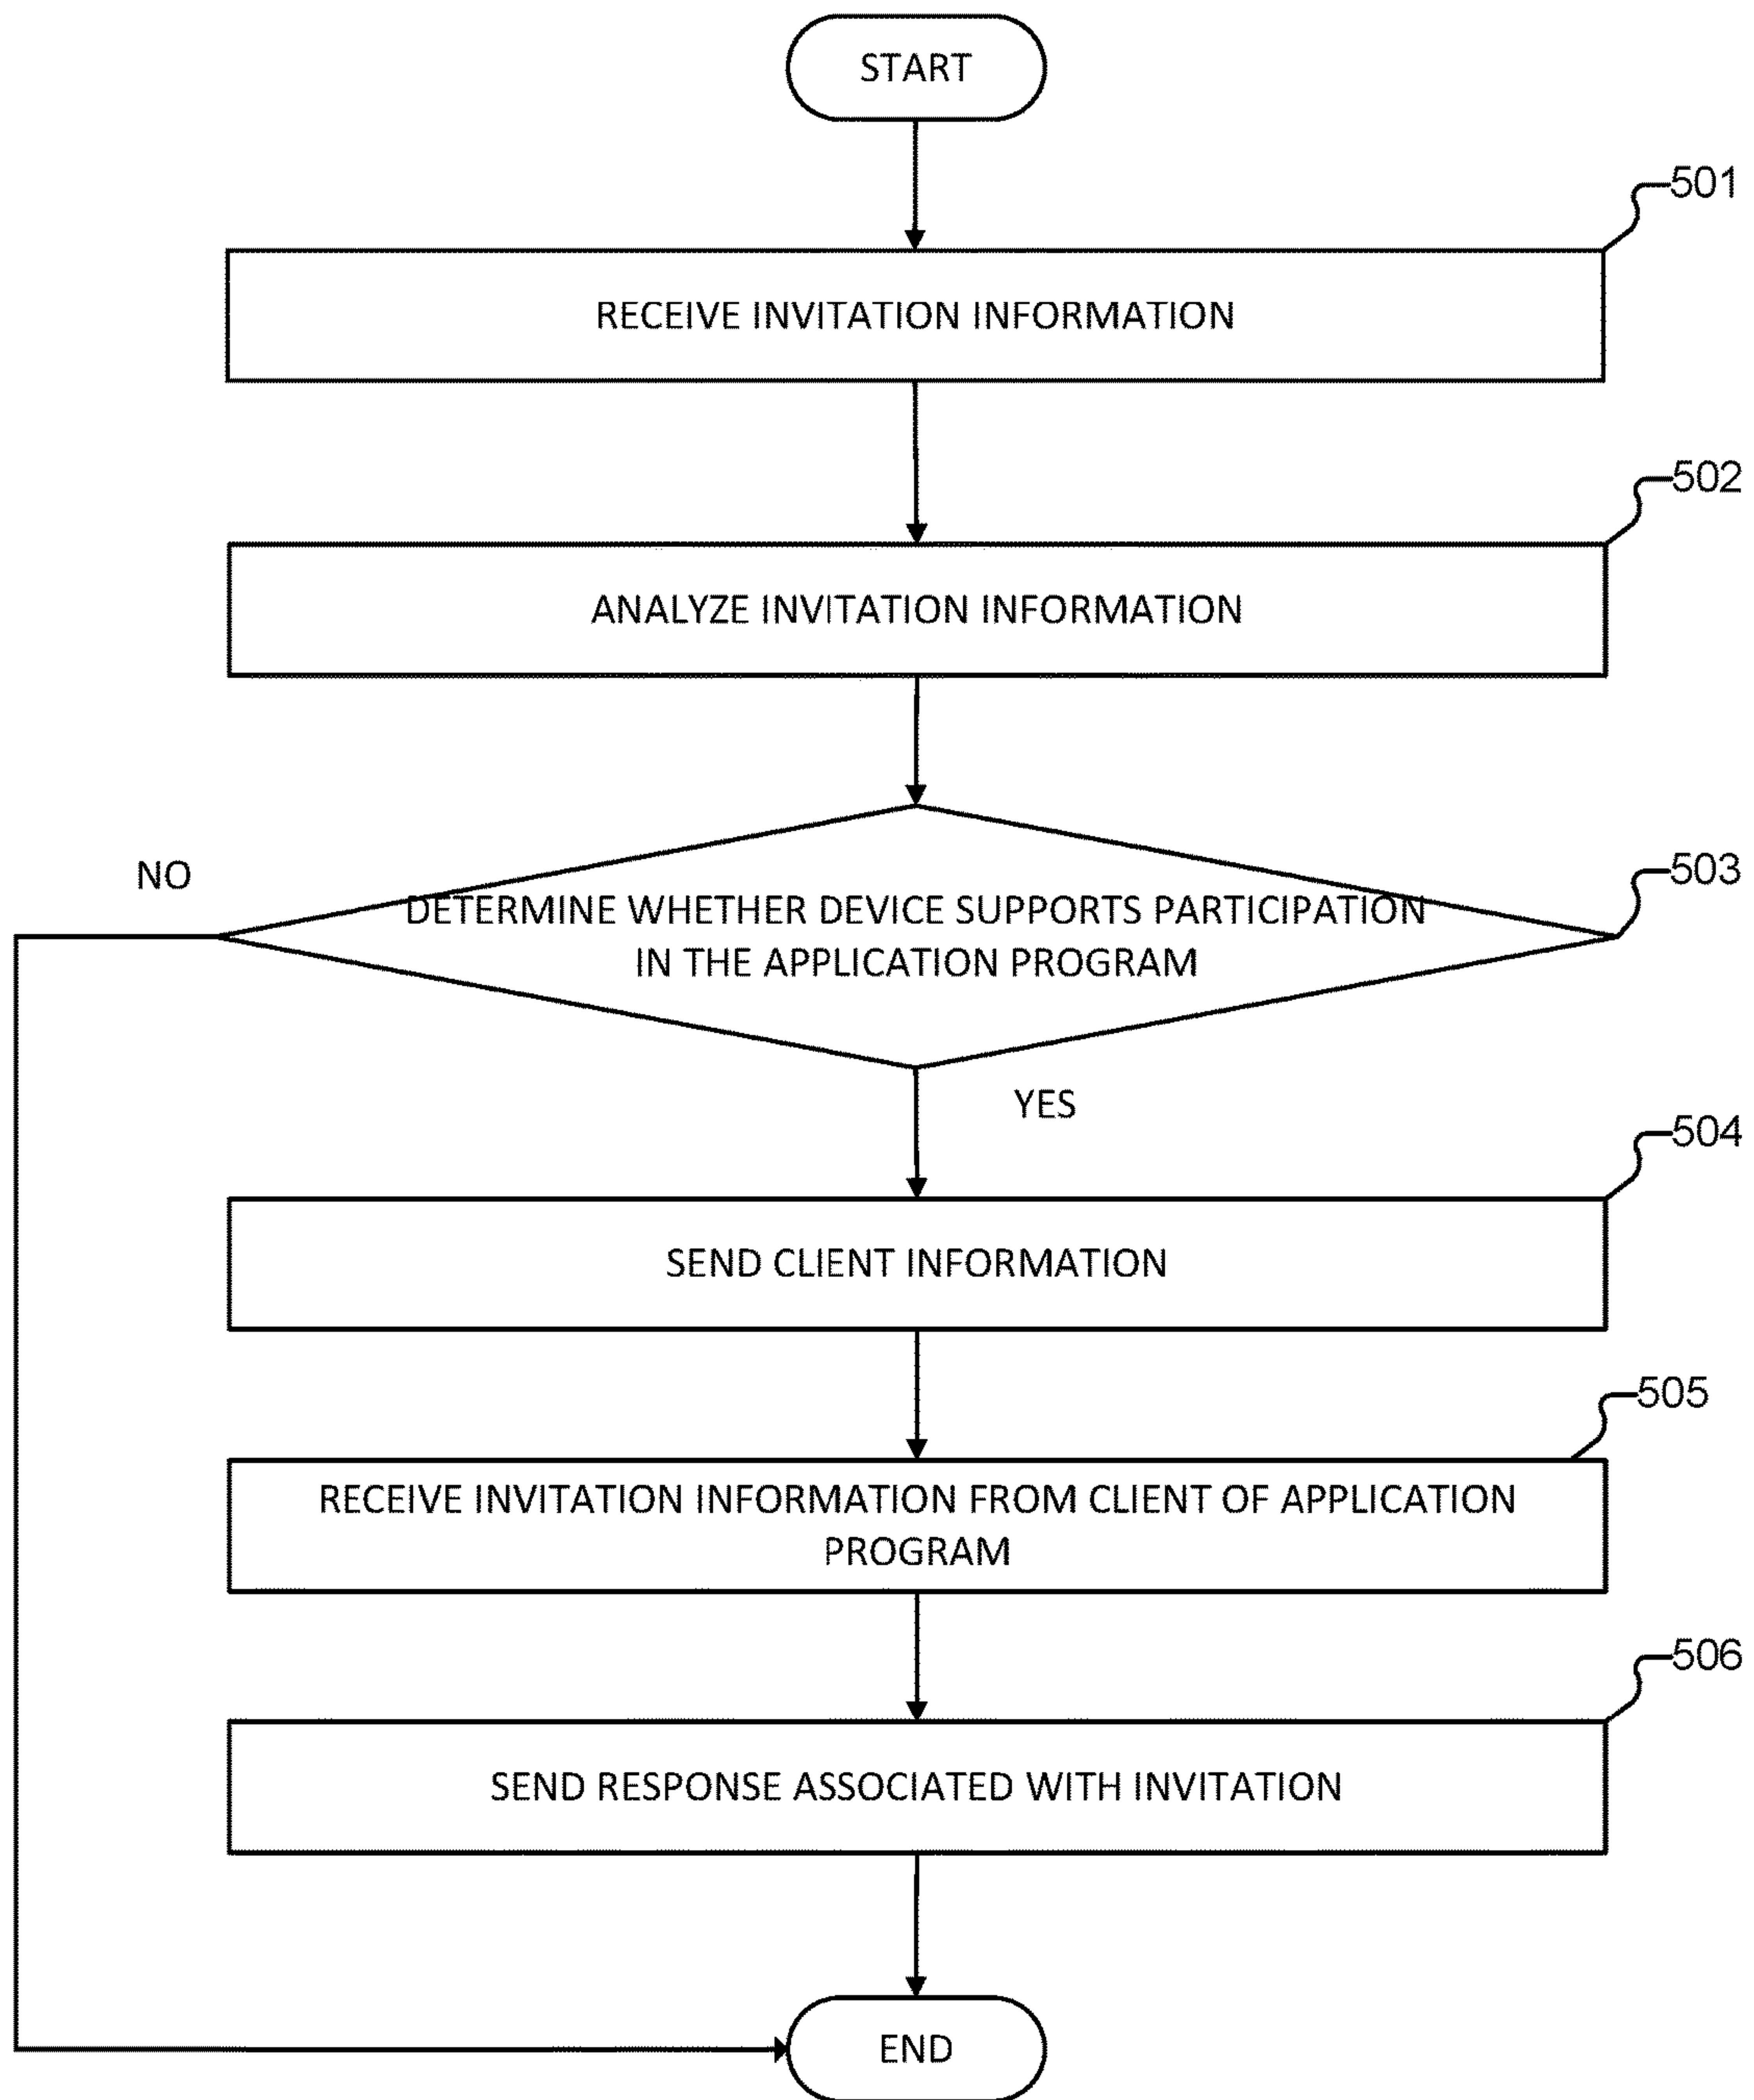 START
501
RECEIVE INVITATION INFORMATION
502
ANALYZE INVITATION INFORMATION
NO
503
DETERMINE WHETHER DEVICE SUPPORTS PARTICIPATION
IN THE APPLICATION PROGRAM
YES
504
SEND CLIENT INFORMATION
505
RECEIVE INVITATION INFORMATION FROM CLIENT OF APPLICATION
PROGRAM
506
SEND RESPONSE ASSOCIATED WITH INVITATION
END